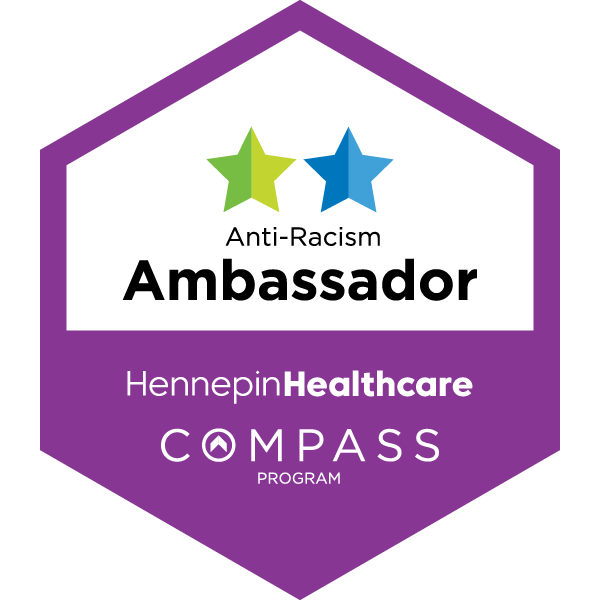 Anti-Racism
Ambassador
HennepinHealthcare
COMPASS
PROGRAM